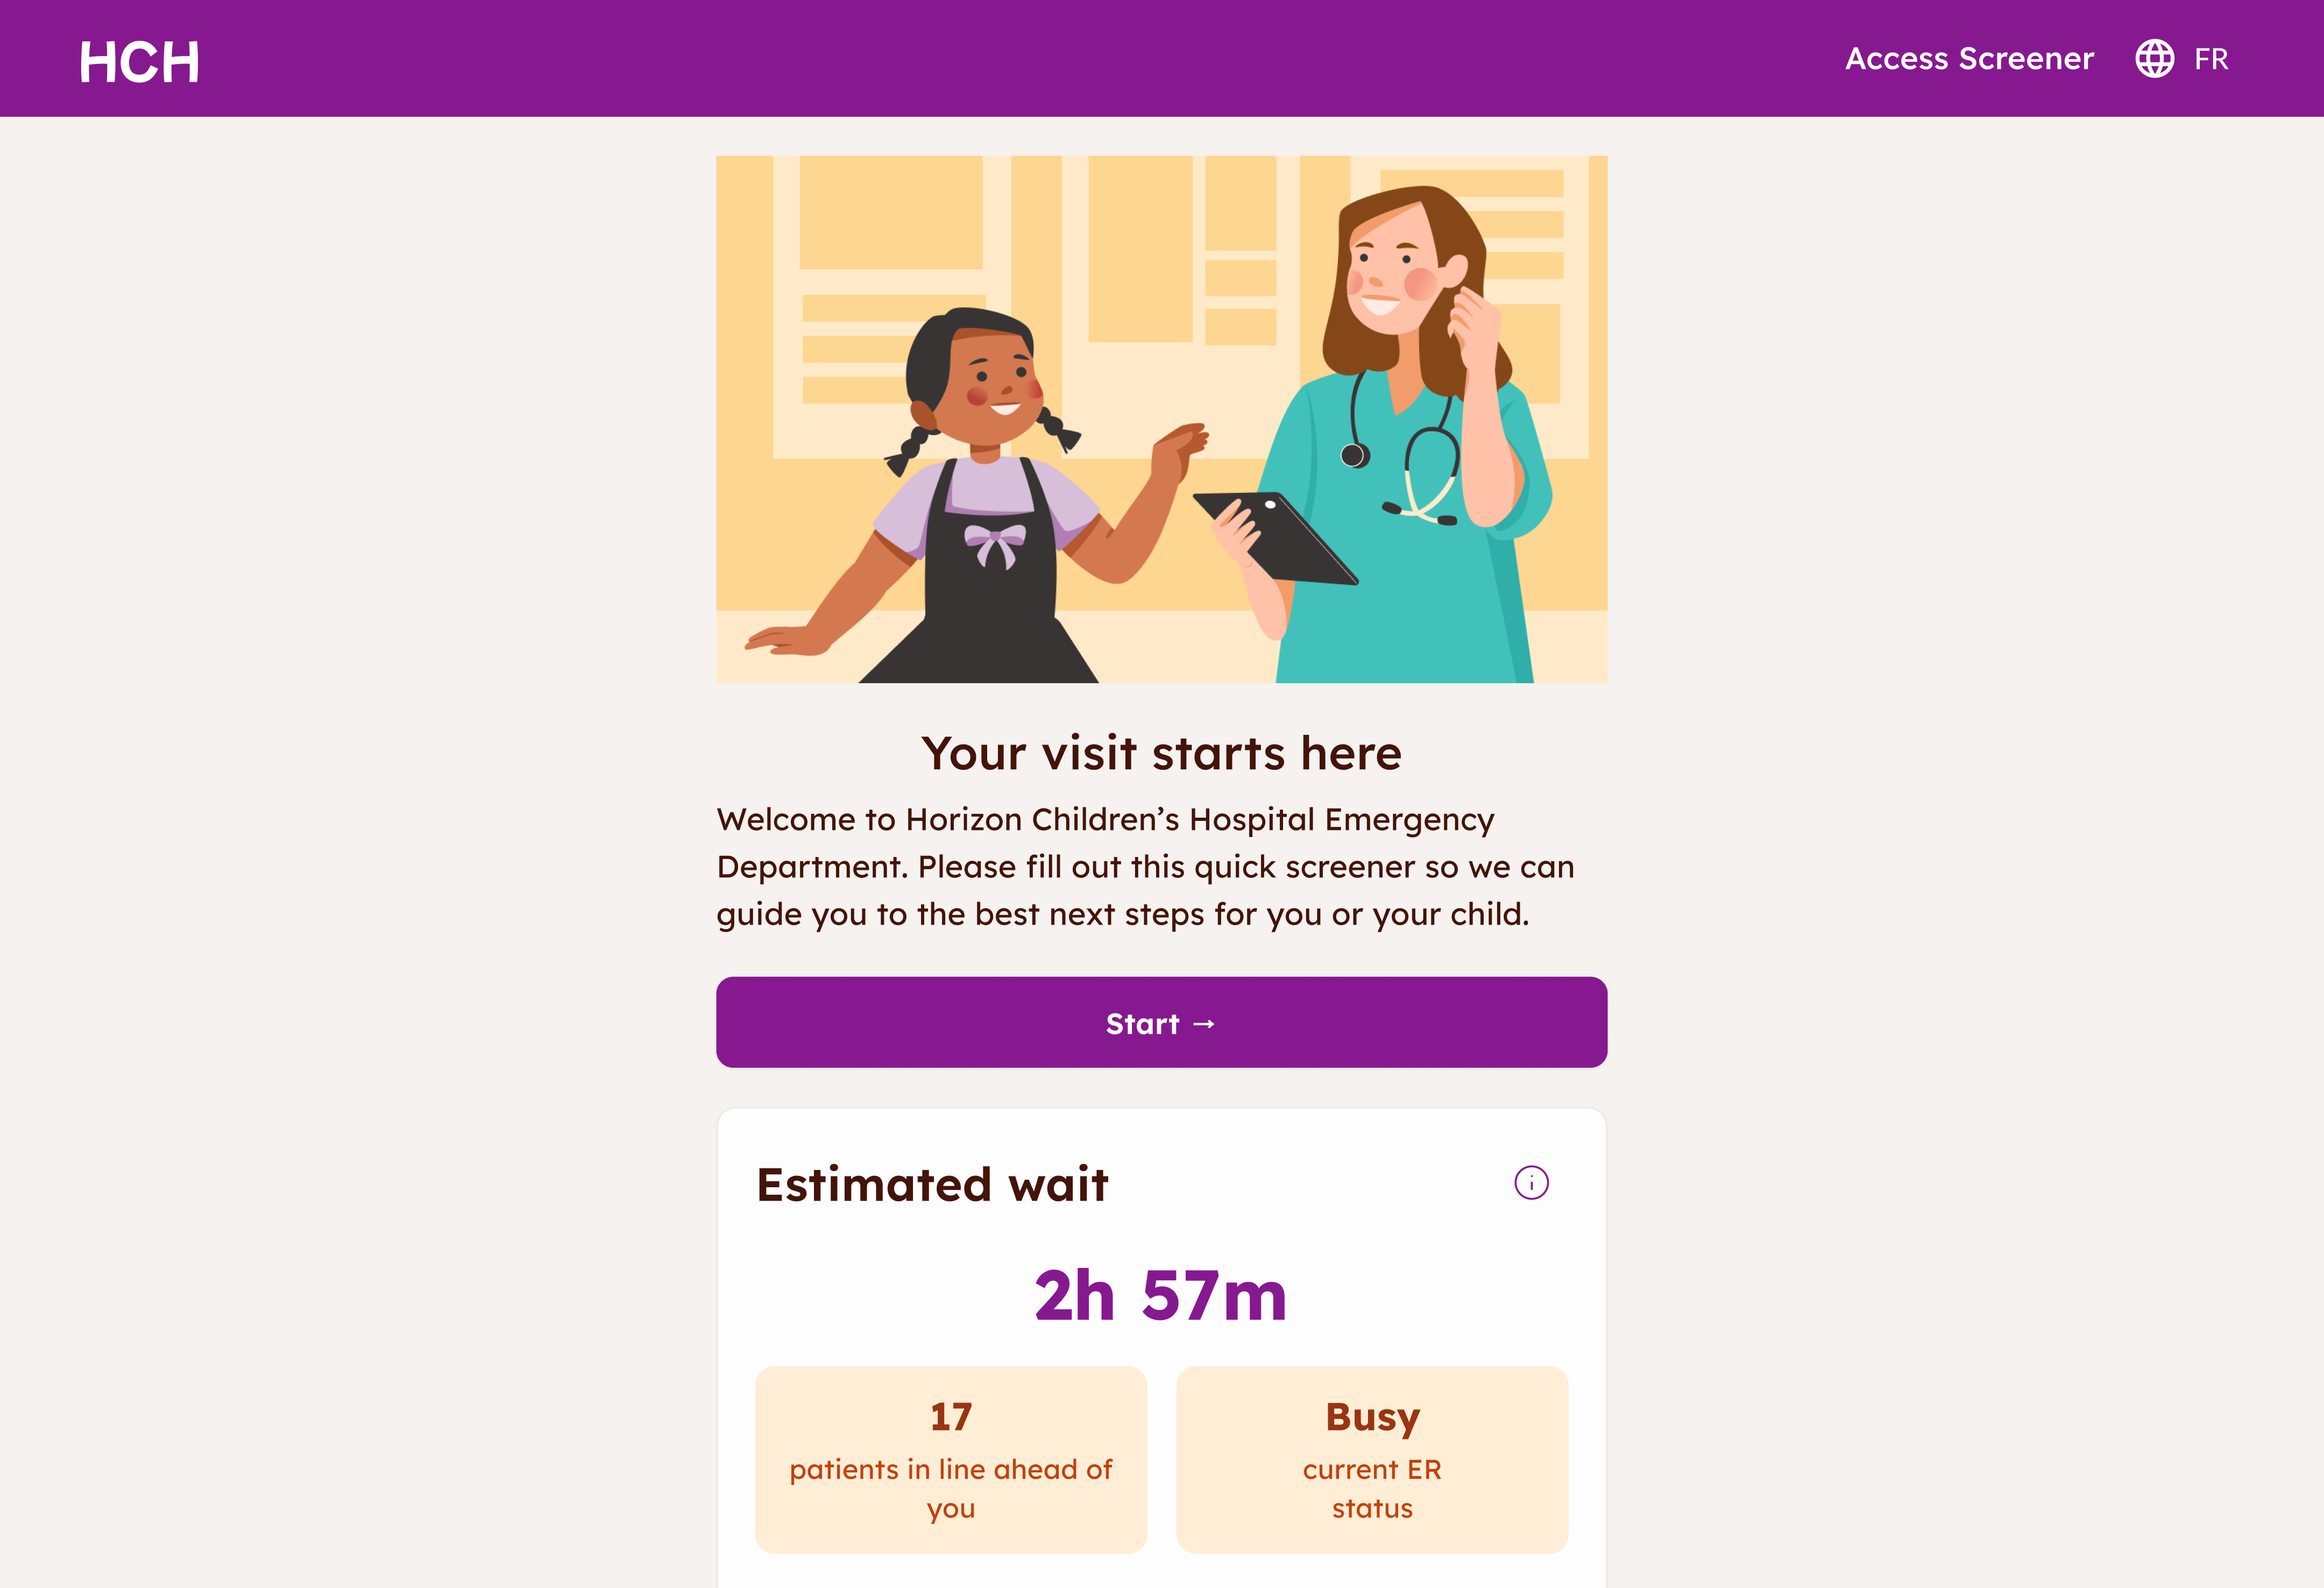 HCH
Access Screener
FR
Your visit starts here
Welcome to Horizon Children’s Hospital Emergency
Department. Please fill out this quick screener so we can
guide you to the best next steps for you or your child.
Start →
Estimated wait
i
2h 57m
17
patients in line ahead of
you
Busy
current ER
status